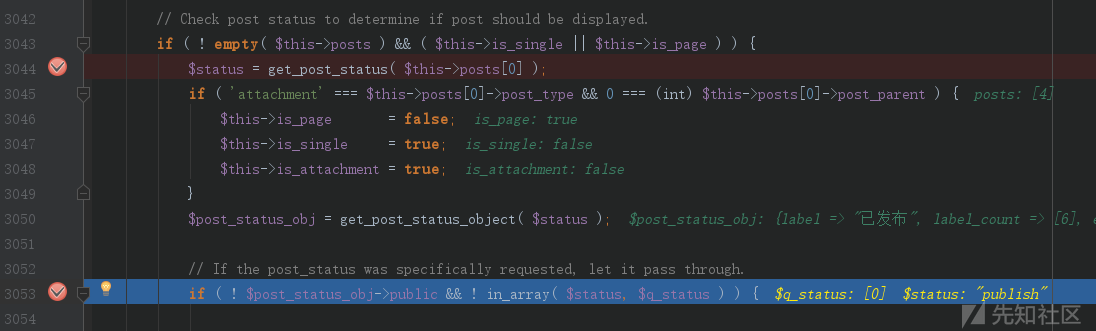 3042 // Check post status to determine if post should be displayed.
3043 if ( ! empty( $this->posts ) && ( $this->is_single || $this->is_page ) ) {
3044 $status = get_post_status( $this->posts[0] );
3045 if ( 'attachment' === $this->posts[0]->post_type && 0 === (int) $this->posts[0]->post_parent ) { posts: [4]
3046 $this->is_page = false; is_page: true
3047 $this->is_single = true; is_single: false
3048 $this->is_attachment = true; is_attachment: false
3049 }
3050 $post_status_obj = get_post_status_object( $status ); $post_status_obj: {label => "已发布", label_count => [6], e
3051
3052 // If the post_status was specifically requested, let it pass through.
3053 if ( ! $post_status_obj->public && ! in_array( $status, $q_status ) ) { $q_status: [0] $status: "publish"
3054
先知社区